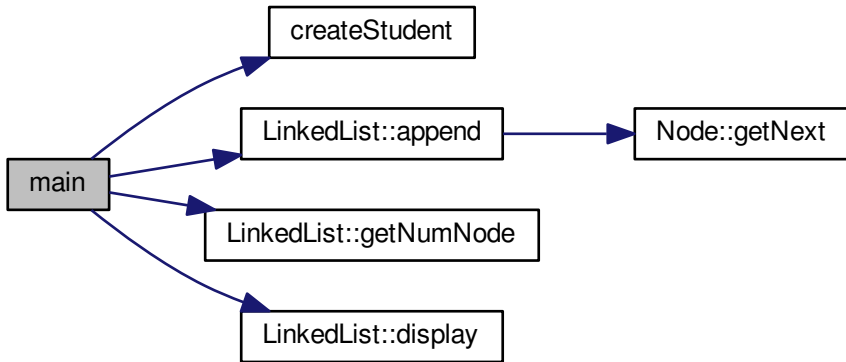 createStudent
LinkedList::append
Node::getNext
main
LinkedList::getNumNode
LinkedList::display